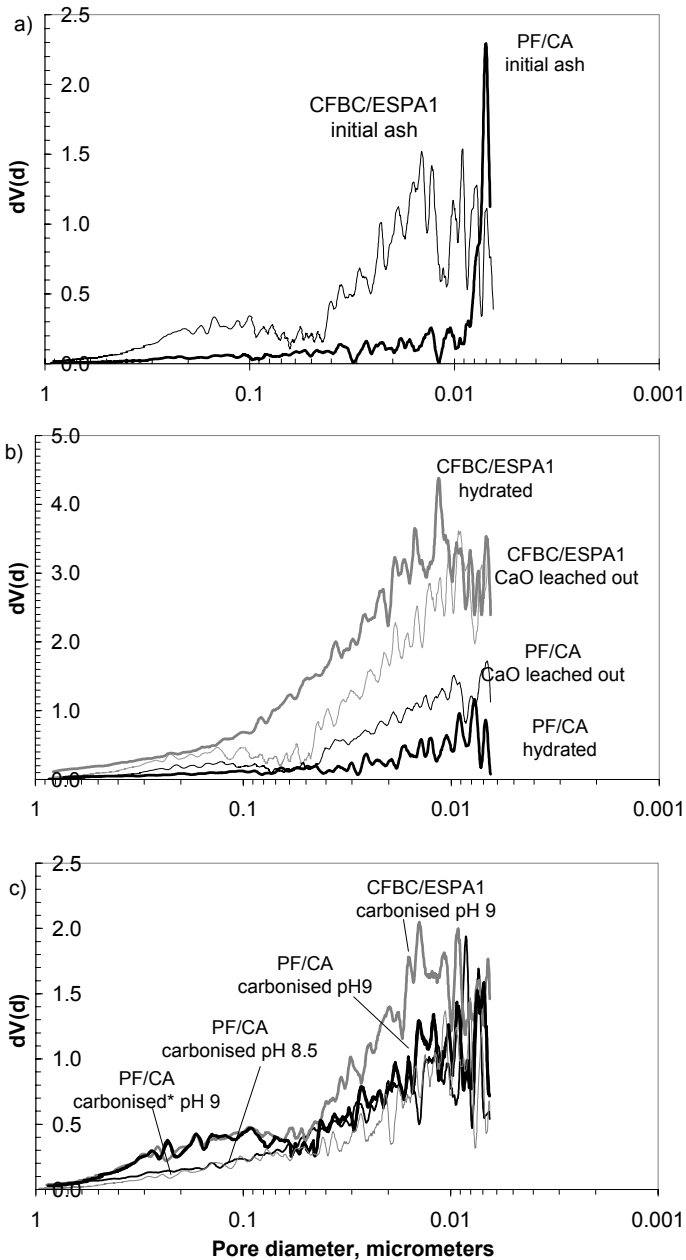 a)
2.5
2.0
1.5
1.0
0.5
0.0
dV(d)
PF/CA
initial ash
CFBC/ESPA1
initial ash
1
0.1
0.01
0.001
b)
5.0
4.0
3.0
2.0
1.0
0.0
dV(d)
CFBC/ESPA1
hydrated
CFBC/ESPA1
CaO leached out
PF/CA
CaO leached out
PF/CA
hydrated
1
0.1
0.01
0.001
c)
2.5
2.0
1.5
1.0
0.5
0.0
dV(d)
CFBC/ESPA1
carbonised pH 9
PF/CA
carbonised pH9
PF/CA
carbonised pH 8.5
PF/CA
carbonised* pH 9
1
0.1
0.01
0.001
Pore diameter, micrometers